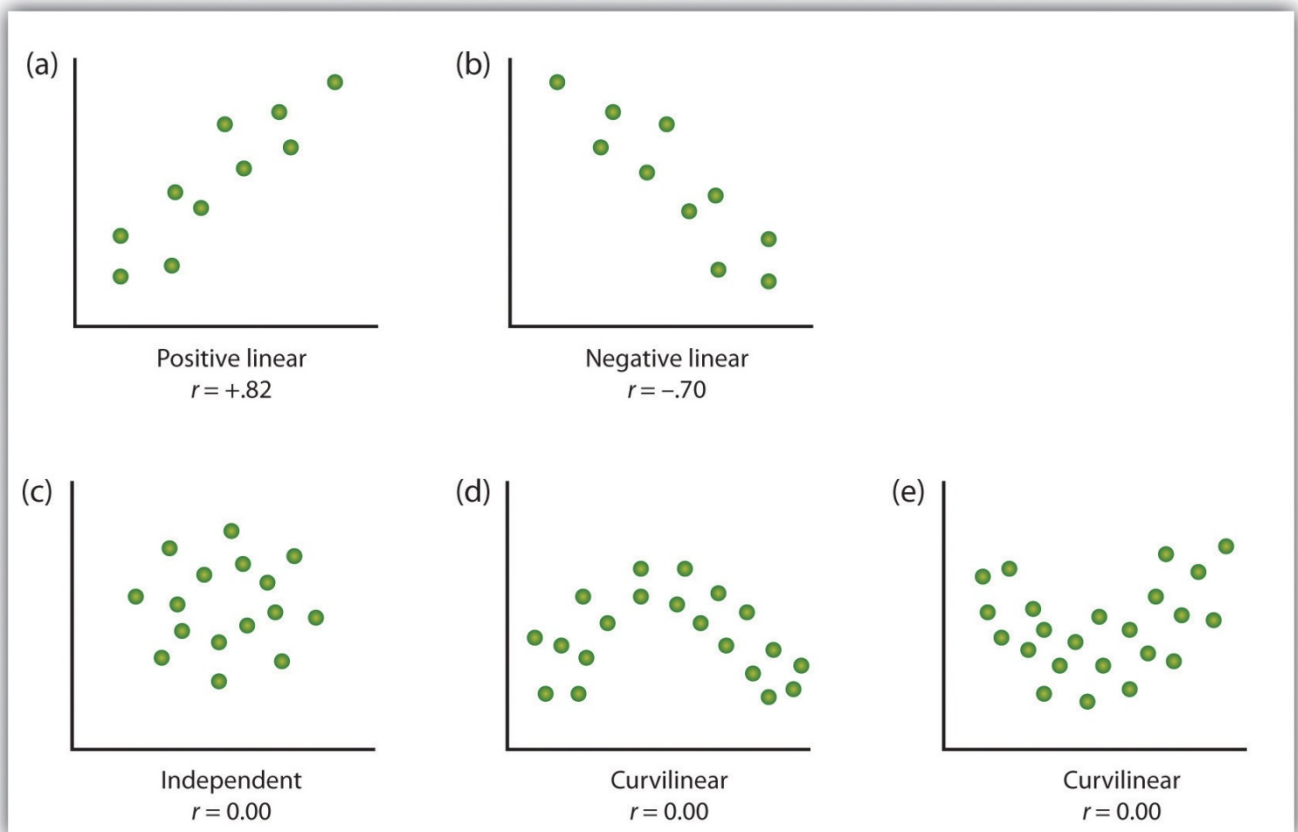 (a)
Positive linear
r = +.82
(b)
Negative linear
r = –.70
(c)
Independent
r = 0.00
(d)
Curvilinear
r = 0.00
(e)
Curvilinear
r = 0.00